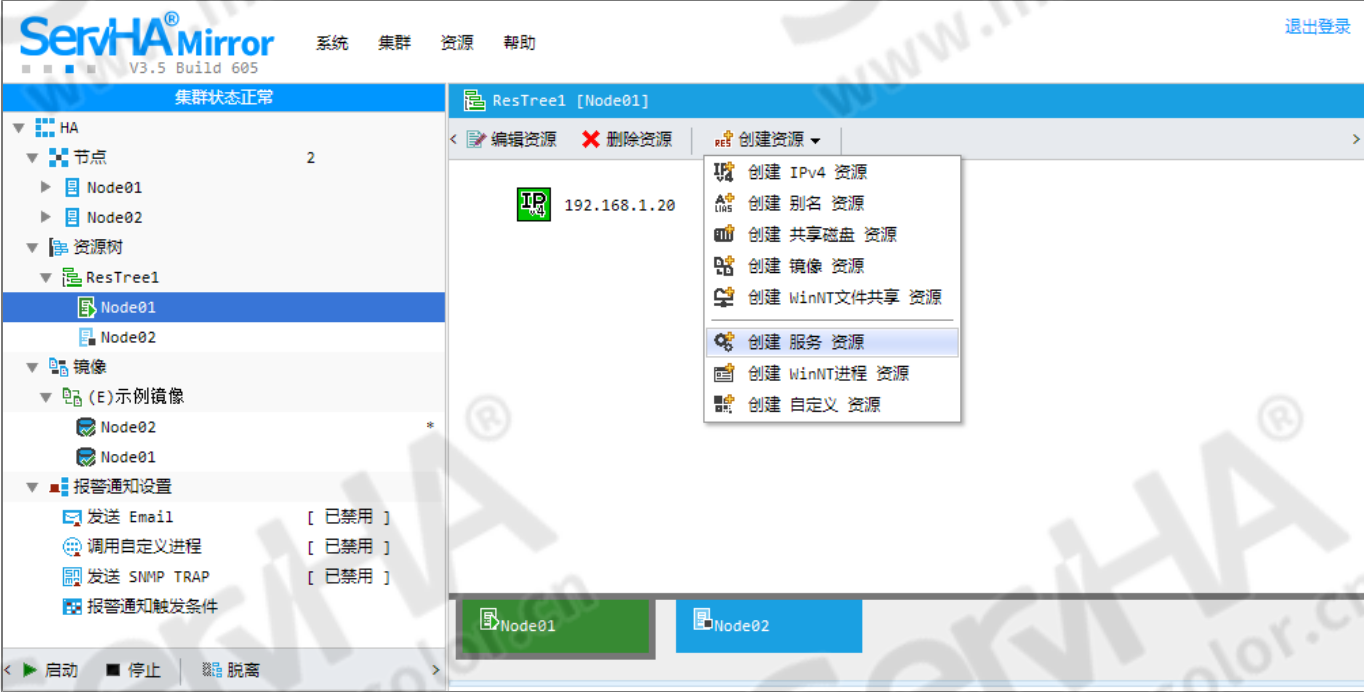 ServHA® Mirror
V3.5 Build 605
系统 集群 资源 帮助
退出登录
集群状态正常
HA
节点 2
Node01
Node02
资源树
ResTree1
Node01
Node02
镜像
(E)示例镜像
Node02 *
Node01
报警通知设置
发送 Email [ 已禁用 ]
调用自定义进程 [ 已禁用 ]
发送 SNMP TRAP [ 已禁用 ]
报警通知触发条件
< 启动 停止 脱离 >
ResTree1 [Node01]
< 编辑资源 删除资源 RES 创建资源 >
IPv4 192.168.1.20
IPv4 创建 IPv4 资源
ALIAS 创建 别名 资源
创建 共享磁盘 资源
创建 镜像 资源
创建 WinNT文件共享 资源
创建 服务 资源
创建 WinNT进程 资源
创建 自定义 资源
Node01
Node02
ServHA®
ServHA®